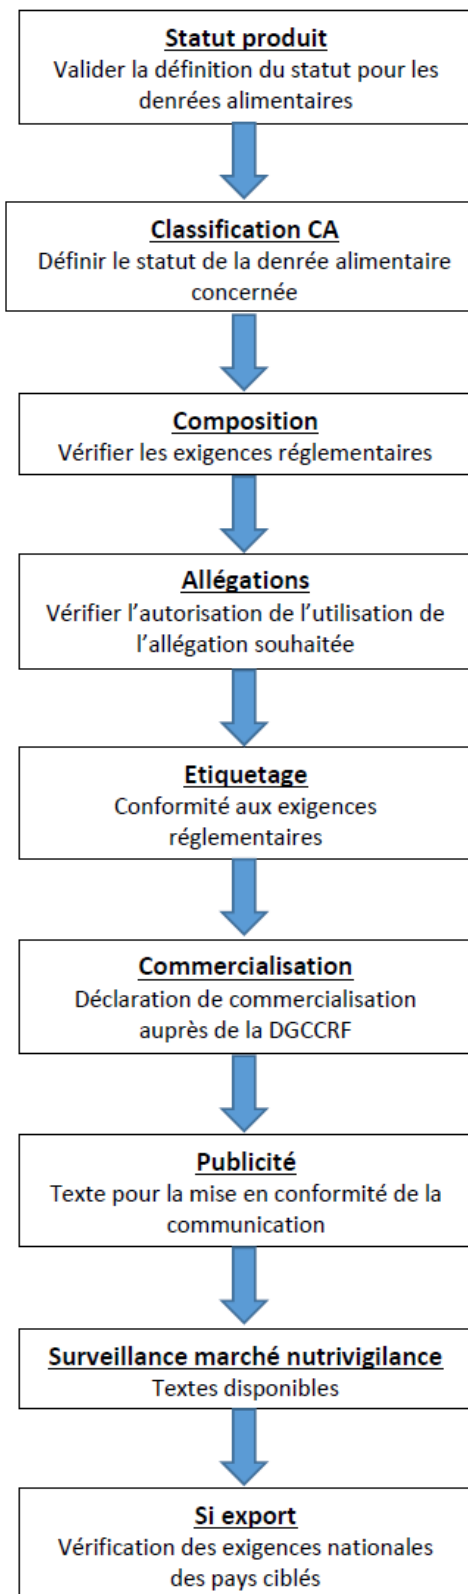 Statut produit
Valider la définition du statut pour les
denrées alimentaires
Classification CA
Définir le statut de la denrée alimentaire
concernée
Composition
Vérifier les exigences réglementaires
Allégations
Vérifier l’autorisation de l’utilisation de
l’allégation souhaitée
Etiquetage
Conformité aux exigences
réglementaires
Commercialisation
Déclaration de commercialisation
auprès de la DGCCRF
Publicité
Texte pour la mise en conformité de la
communication
Surveillance marché nutrivigilance
Textes disponibles
Si export
Vérification des exigences nationales
des pays ciblés